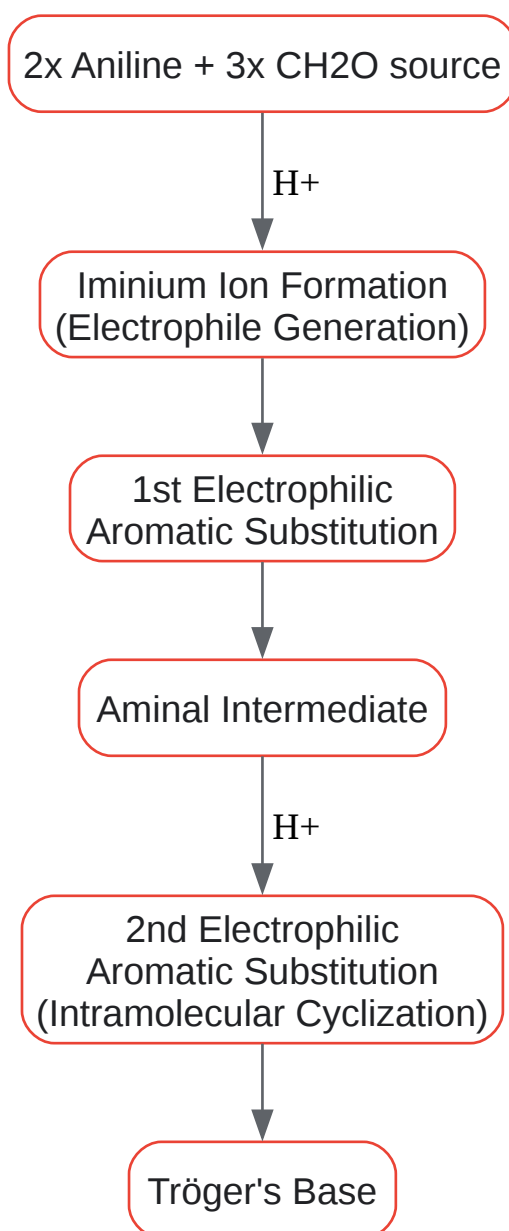 2x Aniline + 3x CH2O source
H+
Iminium Ion Formation
(Electrophile Generation)
1st Electrophilic
Aromatic Substitution
Aminal Intermediate
H+
2nd Electrophilic
Aromatic Substitution
(Intramolecular Cyclization)
Tröger's Base